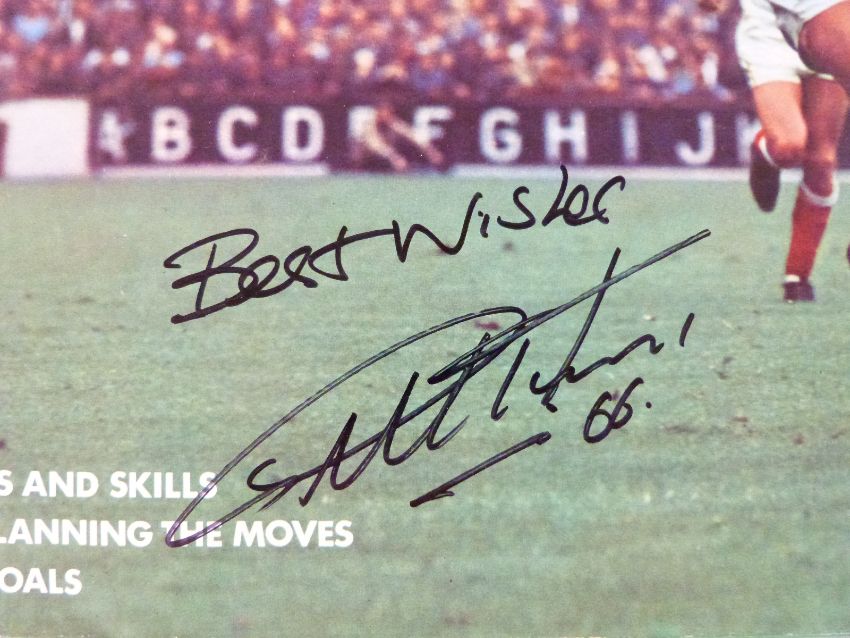 A B C D E F G H I J K
Best Wishes
66.
S AND SKILLS
LANNING THE MOVES
OALS